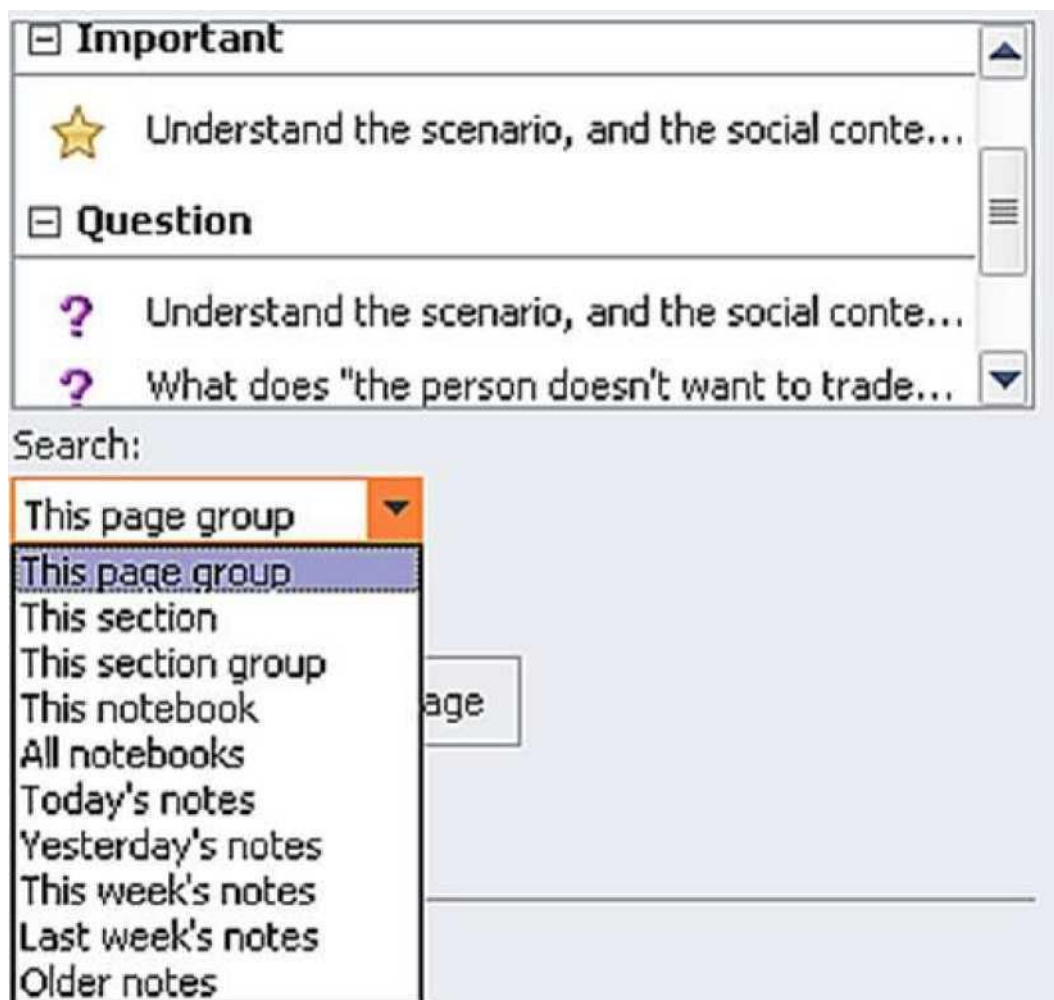 Important
Understand the scenario, and the social conte...
Question
? Understand the scenario, and the social conte...
? What does "the person doesn't want to trade...
Search:
This page group
This page group
This section
This section group
This notebook
age
All notebooks
Today's notes
Yesterday's notes
This week's notes
Last week's notes
Older notes